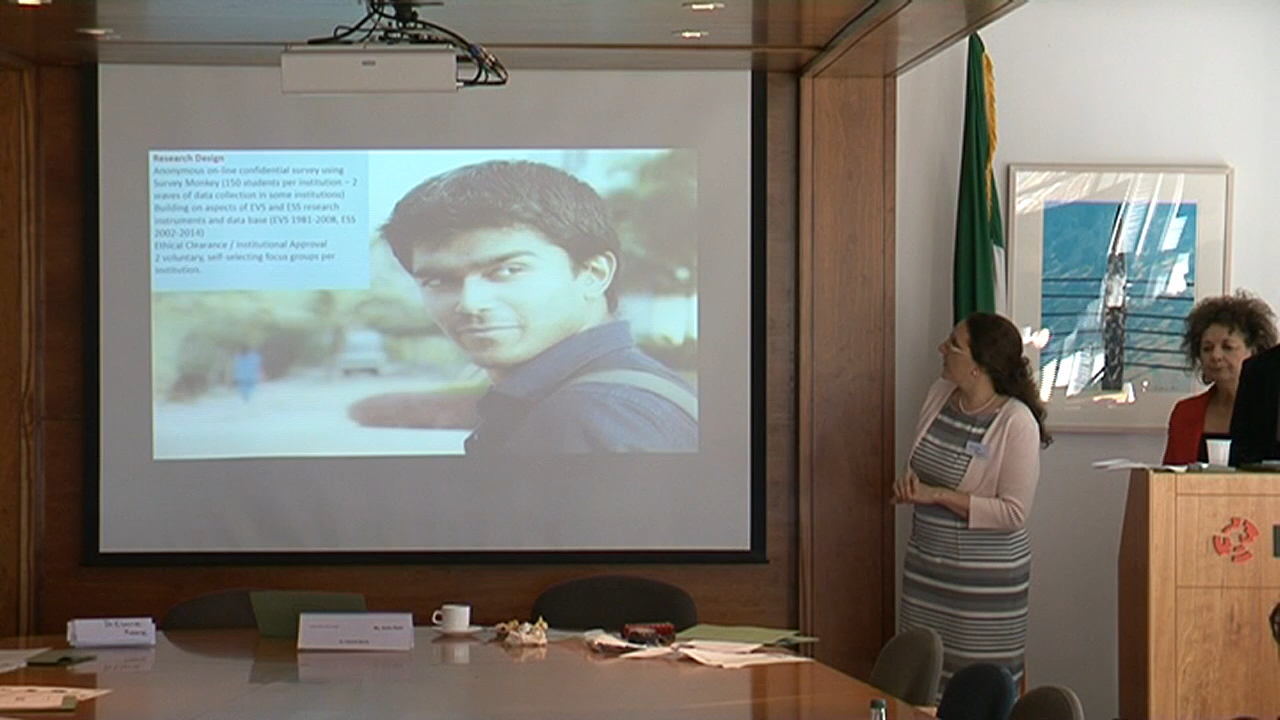 Research Design
Anonymous on-line confidential survey using
Survey Monkey (150 students per institution – 2
waves of data collection in some institutions)
Building on aspects of EVS and ESS research
instruments and data base (EVS 1981-2008, ESS
2002-2014)
Ethical Clearance / Institutional Approval
2 voluntary, self-selecting focus groups per
institution.